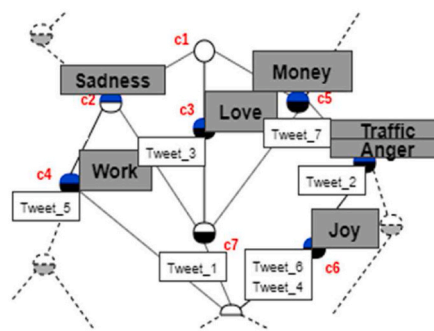 c1
Sadness
Money
c2
c3
Love
c5
Tweet_7
Traffic
Anger
Tweet_3
c4
Work
Tweet_2
Tweet_5
Joy
c7
Tweet_1
Tweet_6
c6
Tweet_4